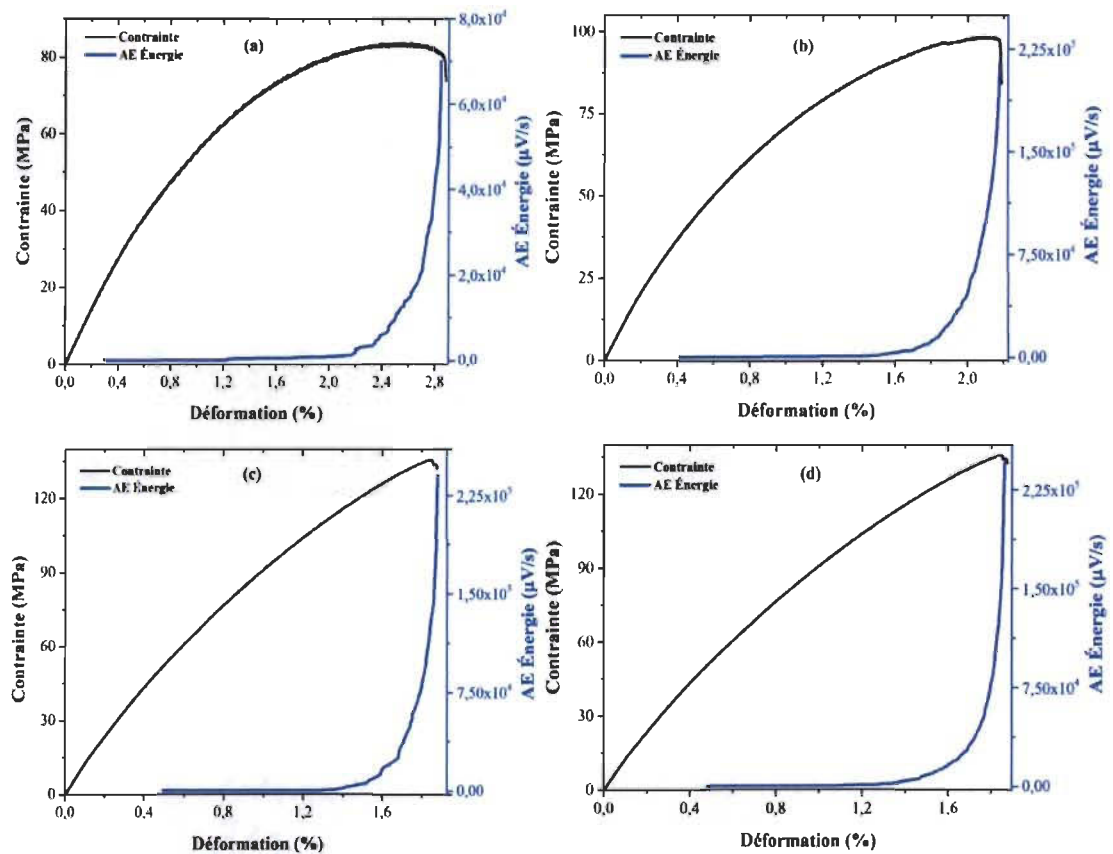 (a)
Contrainte
AE Énergie
Contrainte (MPa)
80
60
40
20
0
0,0 0,4 0,8 1,2 1,6 2,0 2,4 2,8
Déformation (%)
8,0x10⁴
6,0x10⁴
4,0x10⁴
2,0x10⁴
0,0
AE Énergie (µV/s)
(b)
Contrainte
AE Énergie
Contrainte (MPa)
100
75
50
25
0
0,0 0,4 0,8 1,2 1,6 2,0
Déformation (%)
2,25x10⁵
1,50x10⁵
7,50x10⁴
0,00
AE Énergie (µV/s)
(c)
Contrainte
AE Énergie
Contrainte (MPa)
120
90
60
30
0
0,0 0,4 0,8 1,2 1,6
Déformation (%)
2,25x10⁵
1,50x10⁵
7,50x10⁴
0,00
AE Énergie (µV/s)
(d)
Contrainte
AE Énergie
Contrainte (MPa)
120
90
60
30
0
0,0 0,4 0,8 1,2 1,6
Déformation (%)
2,25x10⁵
1,50x10⁵
7,50x10⁴
0,00
AE Énergie (µV/s)